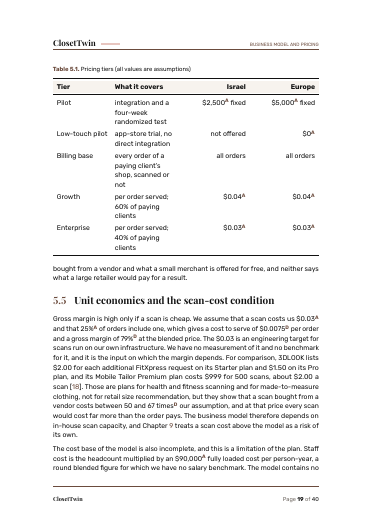 ClosetTwin
BUSINESS MODEL AND PRICING
Table 5.1. Pricing tiers (all values are assumptions)
Tier What it covers Israel Europe
Pilot integration and a $2,500ᴬ fixed $5,000ᴬ fixed
four-week
randomized test
Low-touch pilot app-store trial, no not offered $0ᴬ
direct integration
Billing base every order of a all orders all orders
paying client's
shop, scanned or
not
Growth per order served; $0.04ᴬ $0.04ᴬ
60% of paying
clients
Enterprise per order served; $0.03ᴬ $0.03ᴬ
40% of paying
clients
bought from a vendor and what a small merchant is offered for free, and neither says
what a large retailer would pay for a result.
5.5 Unit economics and the scan-cost condition
Gross margin is high only if a scan is cheap. We assume that a scan costs us $0.03ᴬ
and that 25%ᴬ of orders include one, which gives a cost to serve of $0.0075ᴰ per order
and a gross margin of 79%ᴰ at the blended price. The $0.03 is an engineering target for
scans run on our own infrastructure. We have no measurement of it and no benchmark
for it, and it is the input on which the margin depends. For comparison, 3DLOOK lists
$2.00 for each additional FitXpress request on its Starter plan and $1.50 on its Pro
plan, and its Mobile Tailor Premium plan costs $999 for 500 scans, about $2.00 a
scan [18]. Those are plans for health and fitness scanning and for made-to-measure
clothing, not for retail size recommendation, but they show that a scan bought from a
vendor costs between 50 and 67 timesᴰ our assumption, and at that price every scan
would cost far more than the order pays. The business model therefore depends on
in-house scan capacity, and Chapter 9 treats a scan cost above the model as a risk of
its own.
The cost base of the model is also incomplete, and this is a limitation of the plan. Staff
cost is the headcount multiplied by an $90,000ᴬ fully loaded cost per person-year, a
round blended figure for which we have no salary benchmark. The model contains no
ClosetTwin
Page 19 of 40